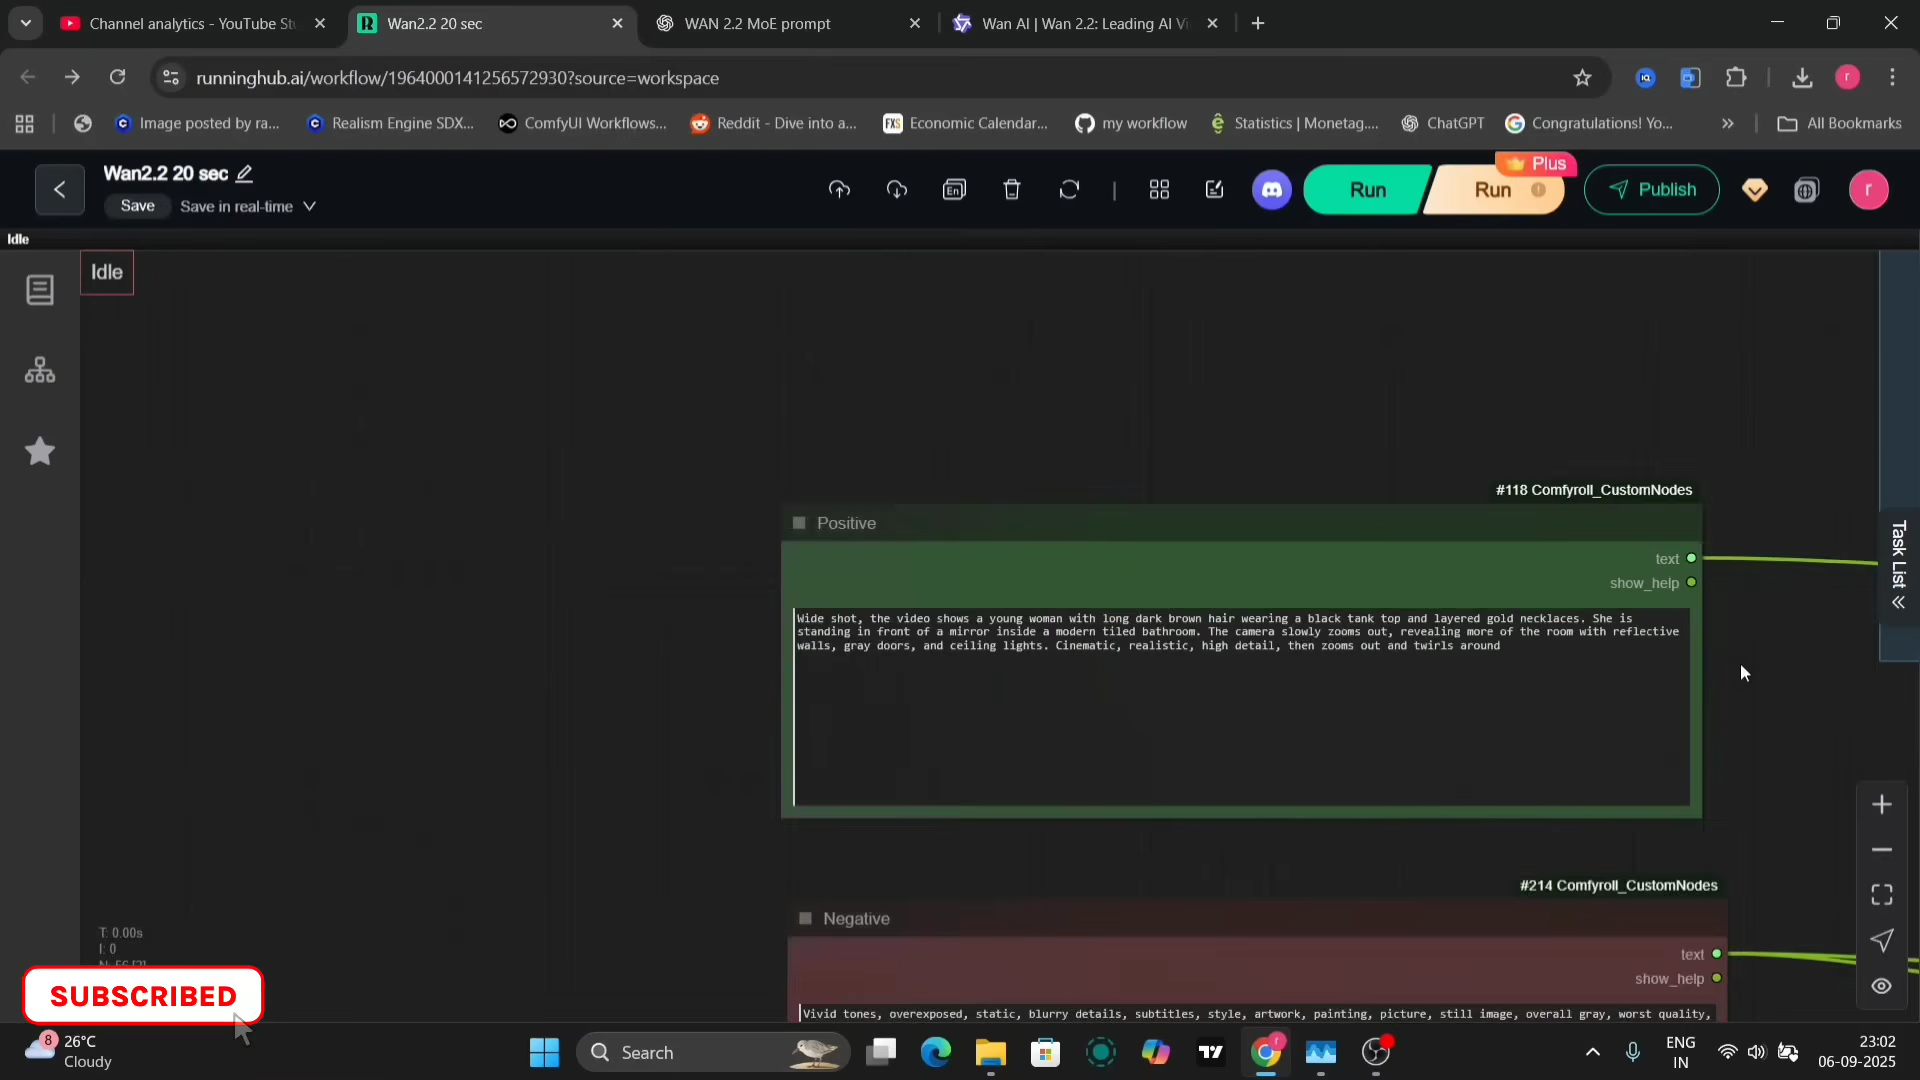 Channel analytics - YouTube St
Wan2.2 20 sec
WAN 2.2 MoE prompt
Wan AI | Wan 2.2: Leading AI Vi
runninghub.ai/workflow/1964000141256572930?source=workspace
Image posted by ra...
Realism Engine SDX...
ComfyUI Workflows...
Reddit - Dive into a...
Economic Calendar...
my workflow
Statistics | Monetag....
ChatGPT
Congratulations! Yo...
All Bookmarks
Wan2.2 20 sec
Save
Save in real-time
En
Run
Run
Plus
Publish
r
Idle
Idle
#118 Comfyroll_CustomNodes
Positive
text
show_help
Wide shot, the video shows a young woman with long dark brown hair wearing a black tank top and layered gold necklaces. She is
standing in front of a mirror inside a modern tiled bathroom. The camera slowly zooms out, revealing more of the room with reflective
walls, gray doors, and ceiling lights. Cinematic, realistic, high detail, then zooms out and twirls around
Task List
#214 Comfyroll_CustomNodes
Negative
text
show_help
Vivid tones, overexposed, static, blurry details, subtitles, style, artwork, painting, picture, still image, overall gray, worst quality,
T: 0.00s
I: 0
SUBSCRIBED
8
26°C
Cloudy
Search
ENG
IN
23:02
06-09-2025